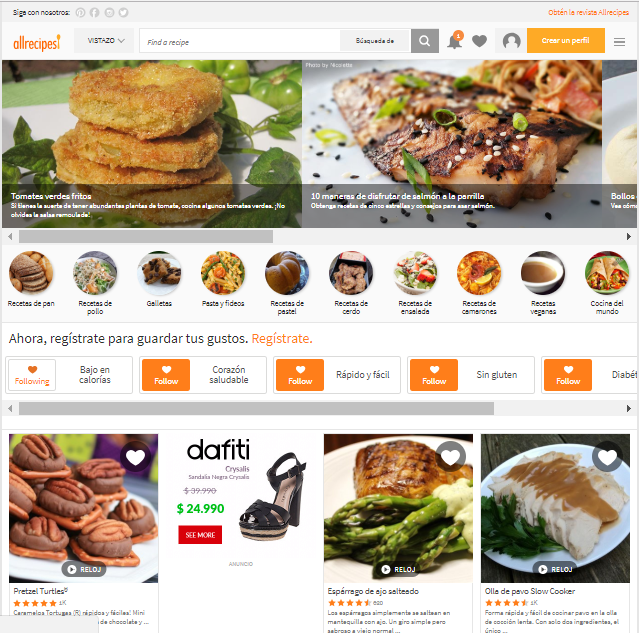 Siga con nosotros:
Obtén la revista Allrecipes
allrecipes!
VISTAZO
Find a recipe
Búsqueda de
1
Crear un perfil
Photo by Nicolette
Tomates verdes fritos
Si tienes la suerte de tener abundantes plantas de tomate, cocina algunos tomates verdes. ¡No
olvides la salsa remoulade!
10 maneras de disfrutar de salmón a la parrilla
Obtenga recetas de cinco estrellas y consejos para asar salmón.
Bollos
Vea cómo
Recetas de pan
Recetas de
pollo
Galletas
Pasta y fideos
Recetas de
pastel
Recetas de
cerdo
Recetas de
ensalada
Recetas de
camarones
Recetas
veganas
Cocina del
mundo
Ahora, regístrate para guardar tus gustos. Regístrate.
Following
Bajo en
calorías
Follow
Corazón
saludable
Follow
Rápido y fácil
Follow
Sin gluten
Follow
Diabét
dafiti
Crysalis
Sandalia Negra Crysalis
$ 39.990
$ 24.990
SEE MORE
ANUNCIO
RELOJ
RELOJ
RELOJ
Pretzel Turtles®
1K
Caramelos Tortugas (R) rápidos y fáciles! Mini
de chocolate y ...
Espárrago de ajo salteado
620
Los espárragos simplemente se saltean en
mantequilla con ajo. Un giro simple pero
sabroso a viejo normal ...
Olla de pavo Slow Cooker
1K
Forma rápida y fácil de cocinar pavo en la olla
de cocción lenta. Con solo dos ingredientes, el
único ...